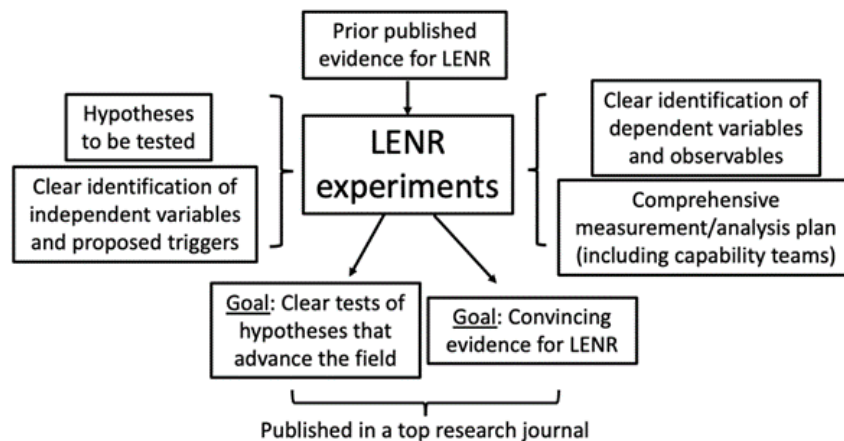 Prior published
evidence for LENR
Hypotheses
to be tested
Clear identification of
independent variables
and proposed triggers
LENR
experiments
Clear identification of
dependent variables
and observables
Comprehensive
measurement/analysis plan
(including capability teams)
Goal: Clear tests of
hypotheses that
advance the field
Goal: Convincing
evidence for LENR
Published in a top research journal